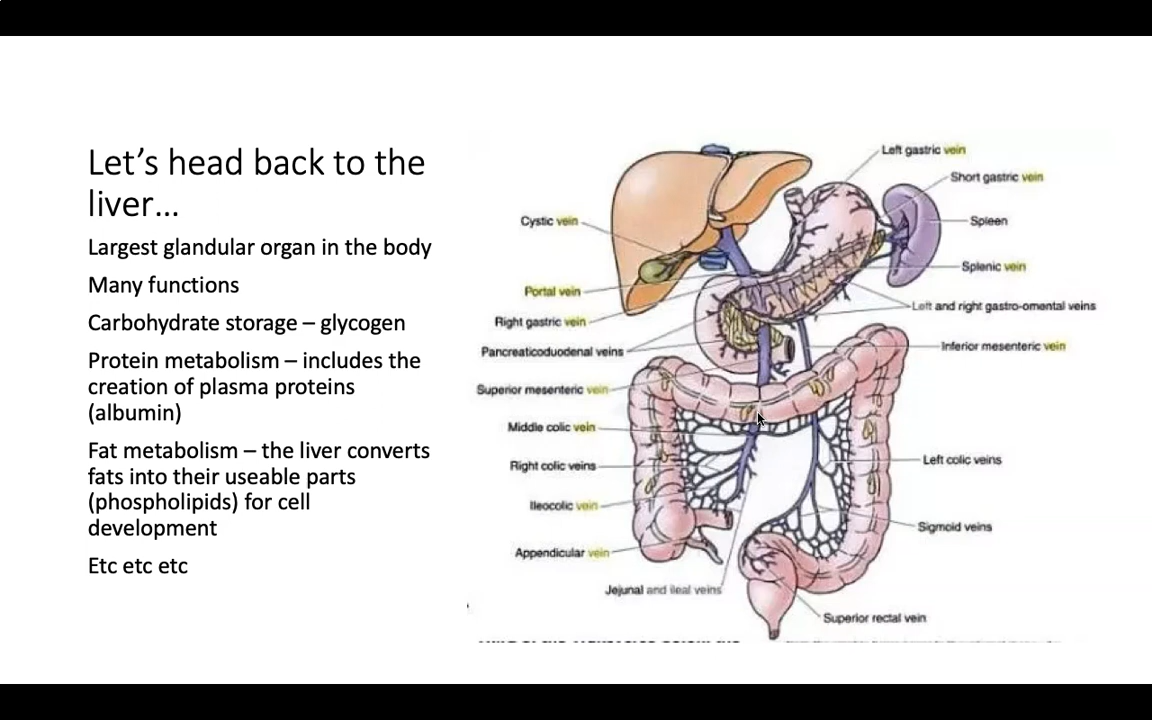 Let's head back to the
liver...
Largest glandular organ in the body
Many functions
Carbohydrate storage – glycogen
Protein metabolism – includes the
creation of plasma proteins
(albumin)
Fat metabolism – the liver converts
fats into their useable parts
(phospholipids) for cell
development
Etc etc etc
Left gastric vein
Short gastric vein
Cystic vein
Spleen
Splenic vein
Portal vein
Left and right gastro-omental veins
Right gastric vein
Inferior mesenteric vein
Pancreaticoduodenal veins
Superior mesenteric vein
Middle colic vein
Left colic veins
Right colic veins
Ileocolic vein
Sigmoid veins
Appendicular vein
Jejunal and ileal veins
Superior rectal vein